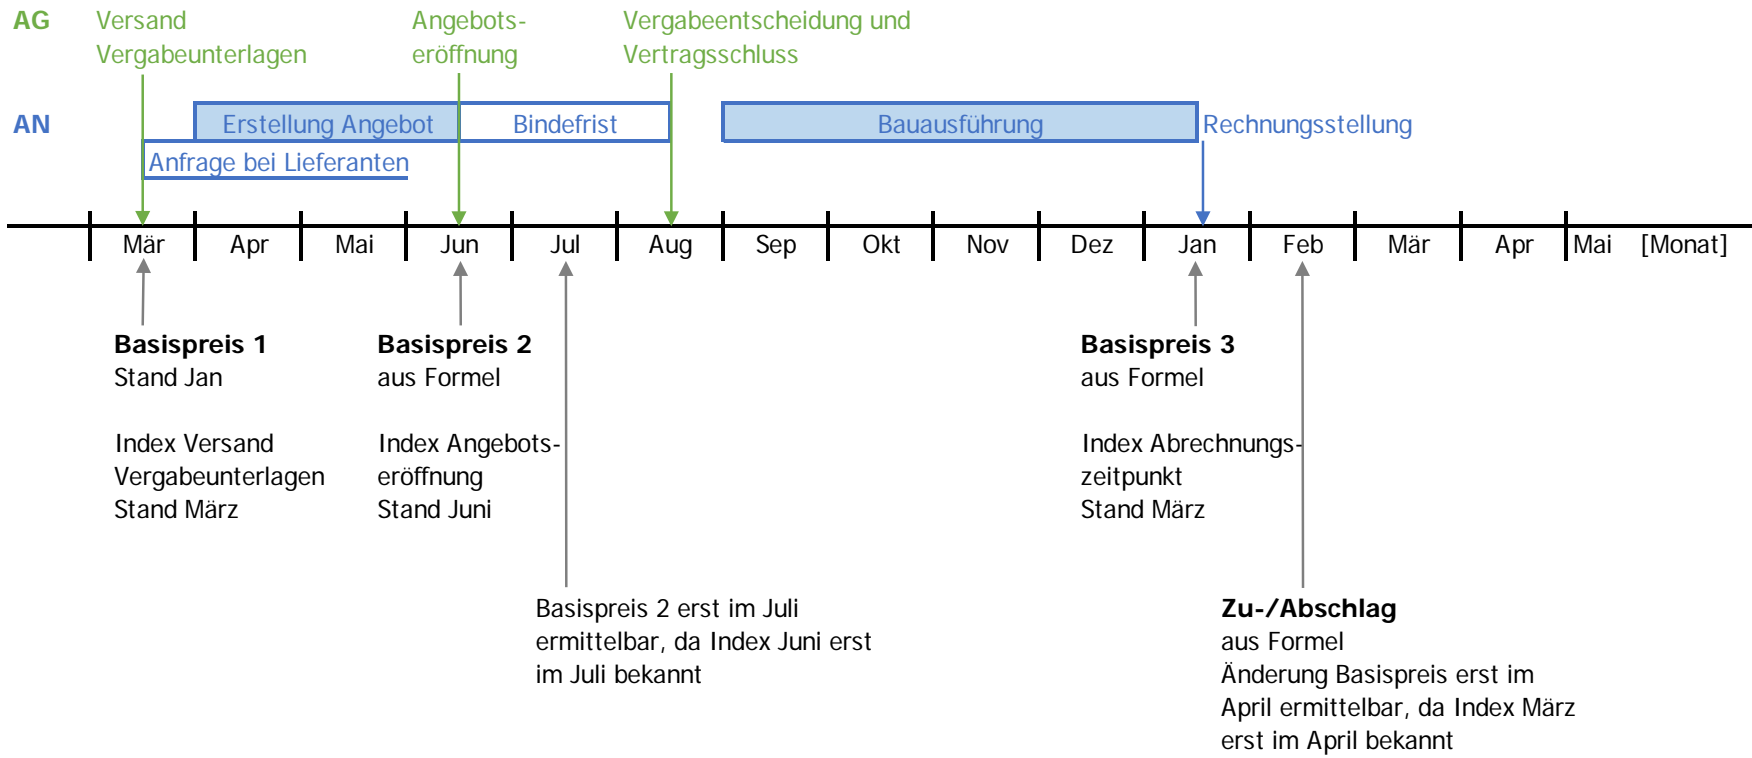 AG
Versand
Vergabeunterlagen
Angebots-
eröffnung
Vergabeentscheidung und
Vertragsschluss
AN
Erstellung Angebot
Bindefrist
Bauausführung
Rechnungsstellung
Anfrage bei Lieferanten
Mär Apr Mai Jun Jul Aug Sep Okt Nov Dez Jan Feb Mär Apr Mai [Monat]
Basispreis 1
Stand Jan
Index Versand
Vergabeunterlagen
Stand März
Basispreis 2
aus Formel
Index Angebots-
eröffnung
Stand Juni
Basispreis 3
aus Formel
Index Abrechnungs-
zeitpunkt
Stand März
Basispreis 2 erst im Juli
ermittelbar, da Index Juni erst
im Juli bekannt
Zu-/Abschlag
aus Formel
Änderung Basispreis erst im
April ermittelbar, da Index März
erst im April bekannt